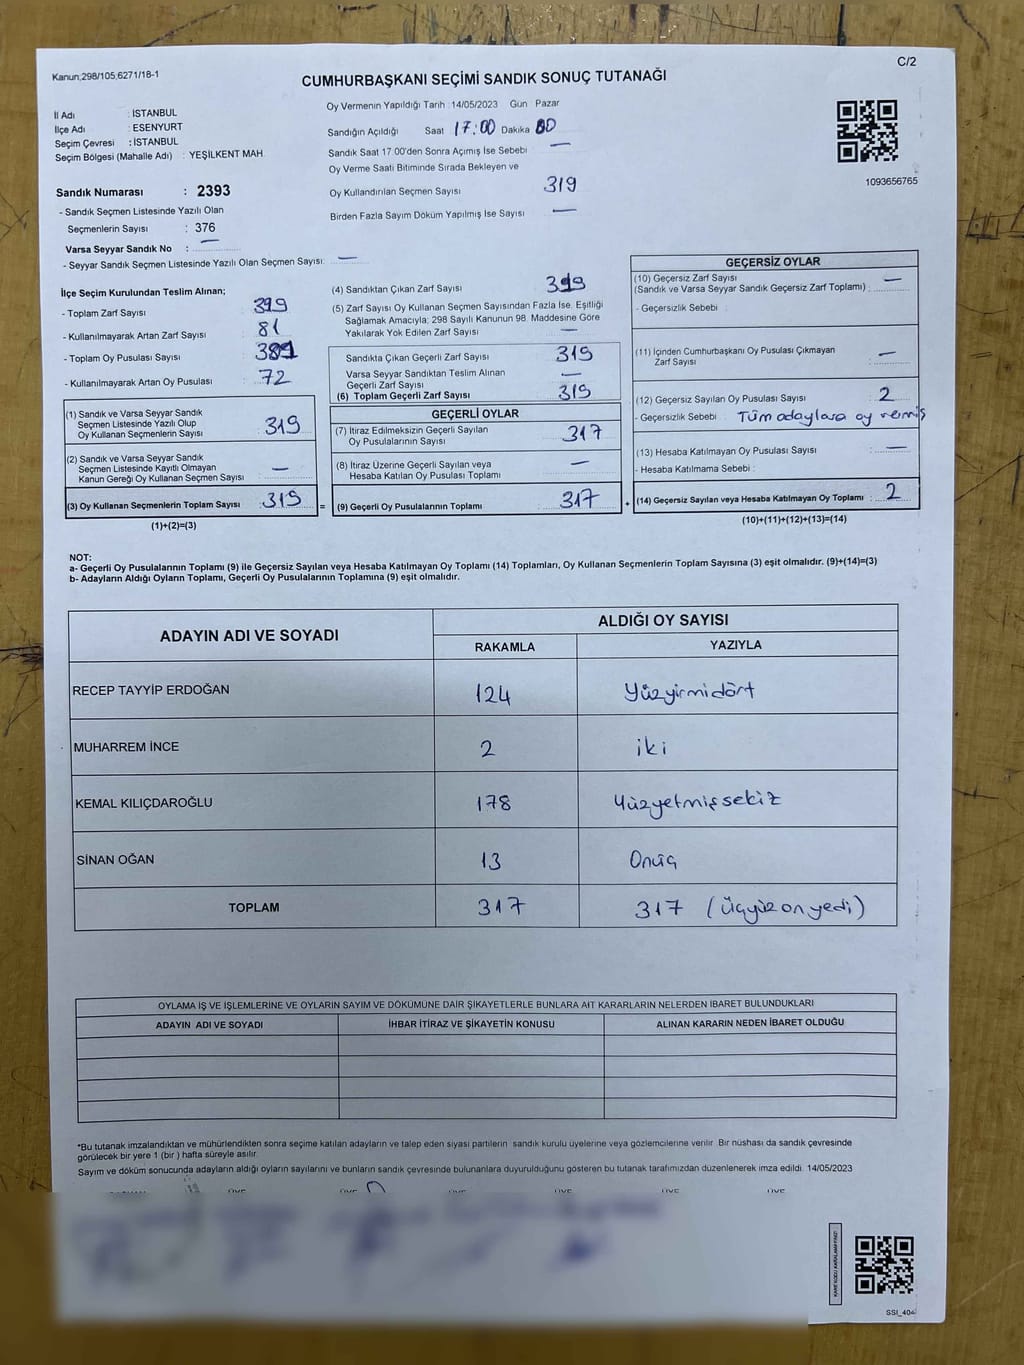 Kanun;298/105;6271/18-1
C/2
CUMHURBAŞKANI SEÇİMİ SANDIK SONUÇ TUTANAĞI
İl Adı : İSTANBUL
İlçe Adı : ESENYURT
Seçim Çevresi : İSTANBUL
Seçim Bölgesi (Mahalle Adı) : YEŞİLKENT MAH
Sandık Numarası : 2393
- Sandık Seçmen Listesinde Yazılı Olan
Seçmenlerin Sayısı : 376
Varsa Seyyar Sandık No : —
- Seyyar Sandık Seçmen Listesinde Yazılı Olan Seçmen Sayısı: —
Oy Vermenin Yapıldığı Tarih : 14/05/2023 Gün Pazar
Sandığın Açıldığı Saat 17:00 Dakika 00
Sandık Saat 17.00'den Sonra Açımış İse Sebebi —
Oy Verme Saati Bitiminde Sırada Bekleyen ve
Oy Kullandırılan Seçmen Sayısı 319
Birden Fazla Sayım Döküm Yapılmış İse Sayısı —
1093656765
İlçe Seçim Kurulundan Teslim Alınan;
- Toplam Zarf Sayısı
- Kullanılmayarak Artan Zarf Sayısı : 81
- Toplam Oy Pusulası Sayısı
- Kullanılmayarak Artan Oy Pusulası 72
(1) Sandık ve Varsa Seyyar Sandık
Seçmen Listesinde Yazılı Olup
Oy Kullanan Seçmenlerin Sayısı : 319
(2) Sandık ve Varsa Seyyar Sandık
Seçmen Listesinde Kayıtlı Olmayan
Kanun Gereği Oy Kullanan Seçmen Sayısı : —
(3) Oy Kullanan Seçmenlerin Toplam Sayısı : 319
(1)+(2)=(3)
(4) Sandıktan Çıkan Zarf Sayısı
(5) Zarf Sayısı Oy Kullanan Seçmen Sayısından Fazla İse, Eşitliği
Sağlamak Amacıyla; 298 Sayılı Kanunun 98. Maddesine Göre
Yakılarak Yok Edilen Zarf Sayısı —
Sandıkta Çıkan Geçerli Zarf Sayısı 319
Varsa Seyyar Sandıktan Teslim Alınan
Geçerli Zarf Sayısı —
(6) Toplam Geçerli Zarf Sayısı 319
GEÇERLİ OYLAR
(7) İtiraz Edilmeksizin Geçerli Sayılan
Oy Pusulalarının Sayısı 317
(8) İtiraz Üzerine Geçerli Sayılan veya
Hesaba Katılan Oy Pusulası Toplamı —
= (9) Geçerli Oy Pusulalarının Toplamı 317 +
GEÇERSİZ OYLAR
(10) Geçersiz Zarf Sayısı
(Sandık ve Varsa Seyyar Sandık Geçersiz Zarf Toplamı) : —
- Geçersizlik Sebebi :
(11) İçinden Cumhurbaşkanı Oy Pusulası Çıkmayan
Zarf Sayısı : —
(12) Geçersiz Sayılan Oy Pusulası Sayısı : 2
- Geçersizlik Sebebi : Tüm adaylara oy vermiş
(13) Hesaba Katılmayan Oy Pusulası Sayısı : —
- Hesaba Katılmama Sebebi :
(14) Geçersiz Sayılan veya Hesaba Katılmayan Oy Toplamı : 2
(10)+(11)+(12)+(13)=(14)
NOT:
a- Geçerli Oy Pusulalarının Toplamı (9) ile Geçersiz Sayılan veya Hesaba Katılmayan Oy Toplamı (14) Toplamları, Oy Kullanan Seçmenlerin Toplam Sayısına (3) eşit olmalıdır. (9)+(14)=(3)
b- Adayların Aldığı Oyların Toplamı, Geçerli Oy Pusulalarının Toplamına (9) eşit olmalıdır.
ADAYIN ADI VE SOYADI
ALDIĞI OY SAYISI
RAKAMLA YAZIYLA
RECEP TAYYİP ERDOĞAN 124 Yüzyirmidört
MUHARREM İNCE 2 iki
KEMAL KILIÇDAROĞLU 178 Yüzyetmişsekiz
SİNAN OĞAN 13 Onüç
TOPLAM 317 317 (Üçyüz on yedi)
OYLAMA İŞ VE İŞLEMLERİNE VE OYLARIN SAYIM VE DÖKÜMÜNE DAİR ŞİKAYETLERLE BUNLARA AİT KARARLARIN NELERDEN İBARET BULUNDUKLARI
ADAYIN ADI VE SOYADI İHBAR İTİRAZ VE ŞİKAYETİN KONUSU ALINAN KARARIN NEDEN İBARET OLDUĞU
*Bu tutanak imzalandıktan ve mühürlendikten sonra seçime katılan adayların ve talep eden siyasi partilerin sandık kurulu üyelerine veya gözlemcilerine verilir. Bir nüshası da sandık çevresinde
görülecek bir yere 1 (bir ) hafta süreyle asılır.
Sayım ve döküm sonucunda adayların aldığı oyların sayılarını ve bunların sandık çevresinde bulunanlara duyurulduğunu gösteren bu tutanak tarafımızdan düzenlenerek imza edildi. 14/05/2023
ÜYE ÜYE ÜYE ÜYE ÜYE ÜYE
KARE KODU KARALAMAYINIZ!
SSI_404